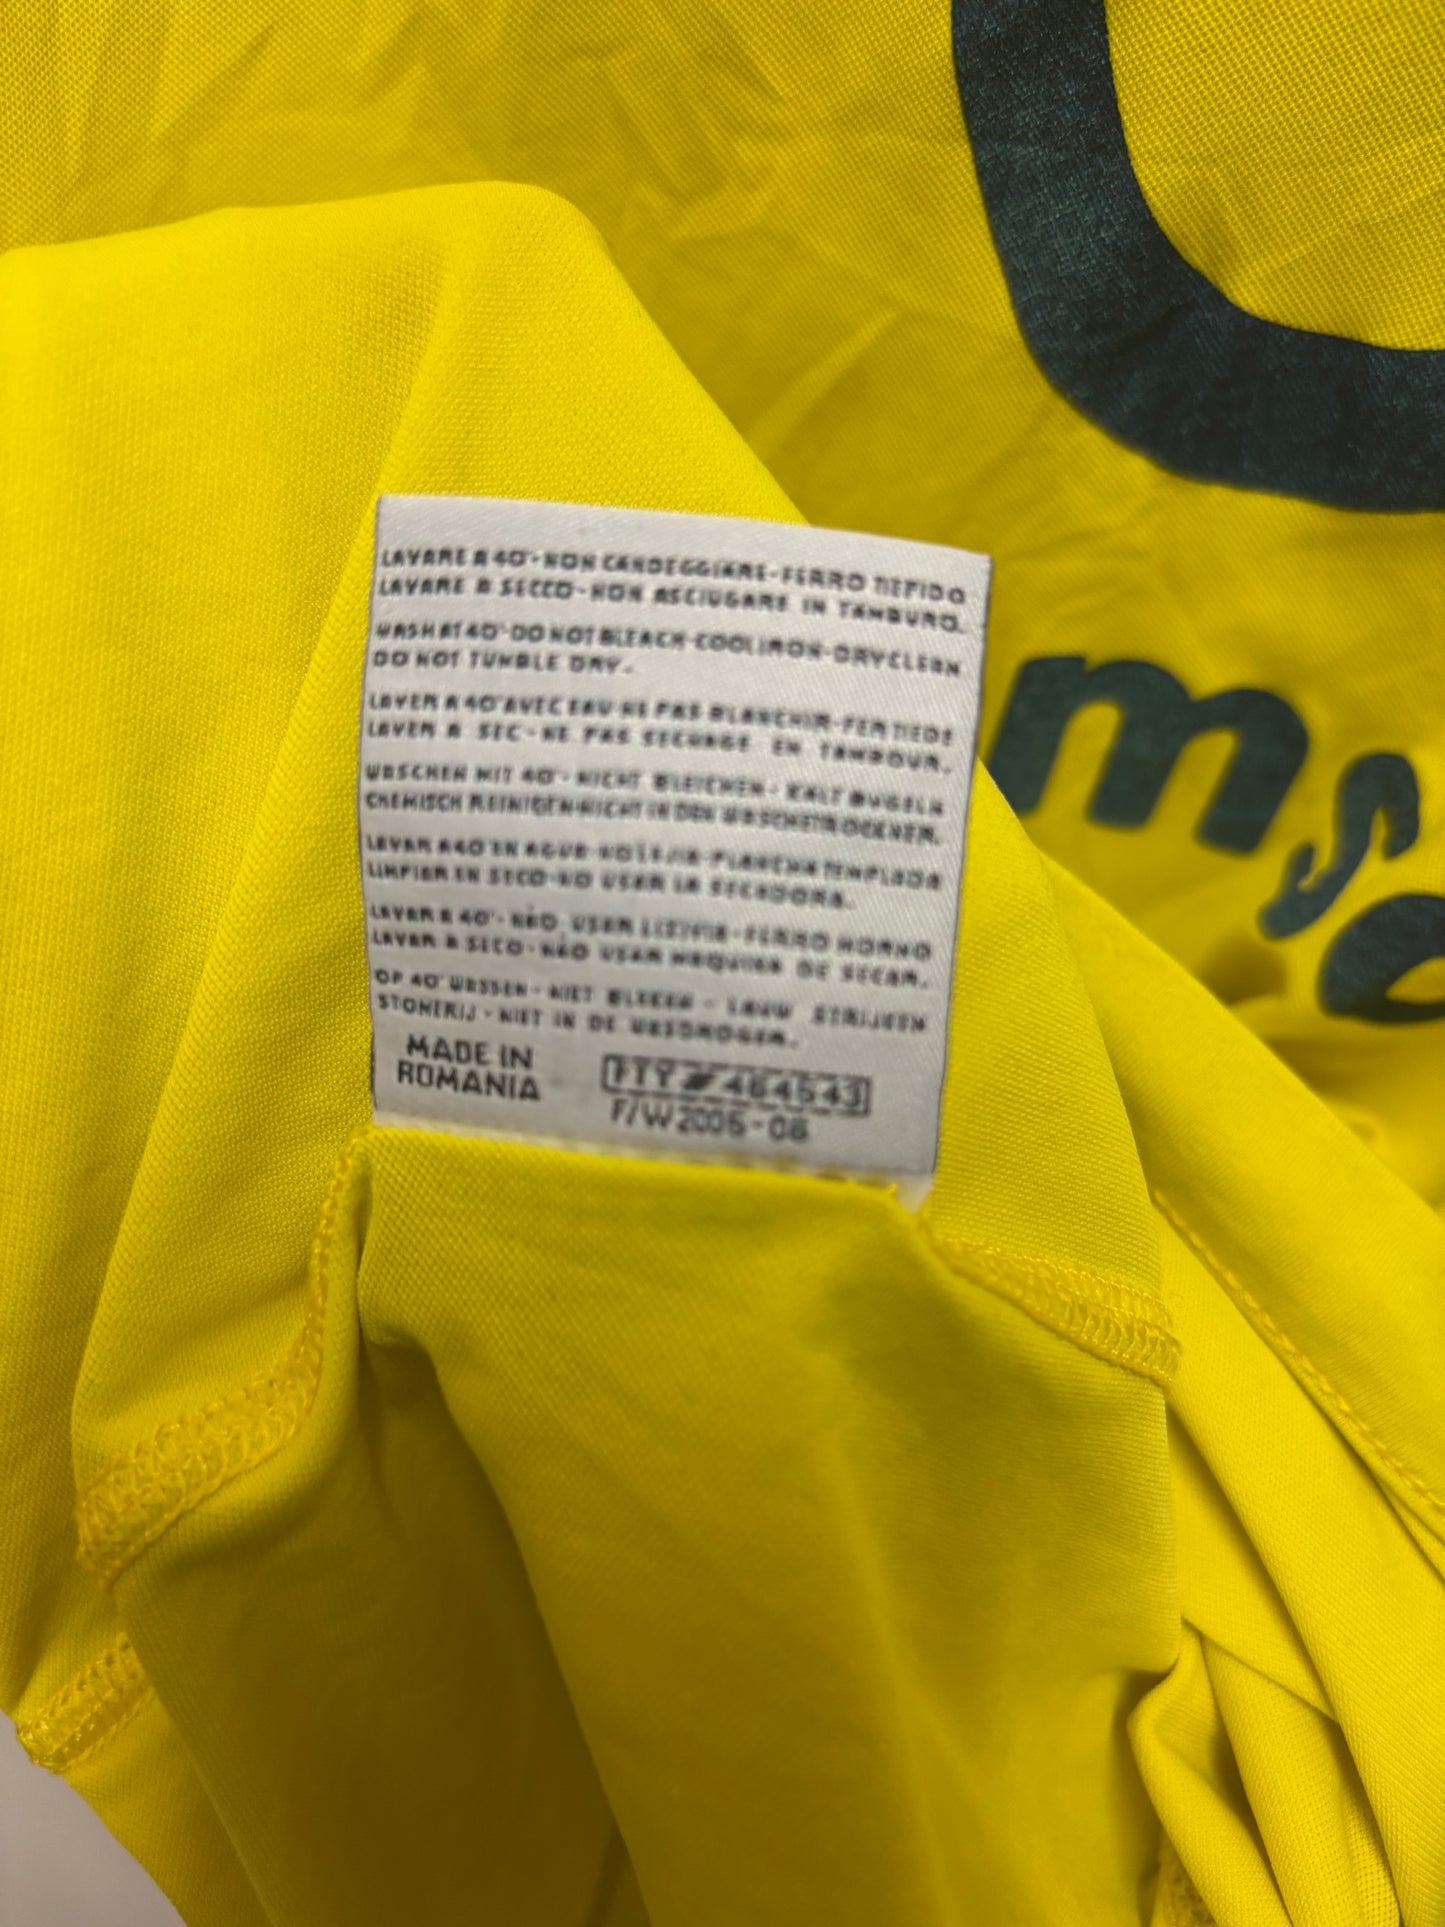 LAVARE A 40°-NON CANDEGGIARE-FERRO TIEPIDO
LAVARE A SECCO-NON ASCIUGARE IN TAMBURO.
WASH AT 40°-DO NOT BLEACH-COOL IRON-DRY CLEAN
DO NOT TUMBLE DRY.
LAVER A 40° AVEC EAU-NE PAS BLANCHIR-FER TIEDE
LAVER A SEC-NE PAS SECHAGE EN TAMBOUR.
WASCHEN MIT 40°-NICHT BLEICHEN-KALT BUGELN
CHEMISCH REINIGEN-NICHT IN DEN WASCHETROCKNER.
LAVAR A 40° EN AGUA-NO LEJIA-PLANCHA TEMPLADA
LIMPIAR EN SECO-NO USAR LA SECADORA.
LAVAR A 40°-NÃO USAR LIXIVIA-FERRO MORNO
LAVAR A SECO-NÃO USAR MAQUINA DE SECAR.
OP 40° WASSEN-NIET BLEKEN-LAUW STRIJKEN
STOMERIJ-NIET IN DE WASDROGER.
MADE IN
ROMANIA
FTY # 464543
F/W 2005-06
ms